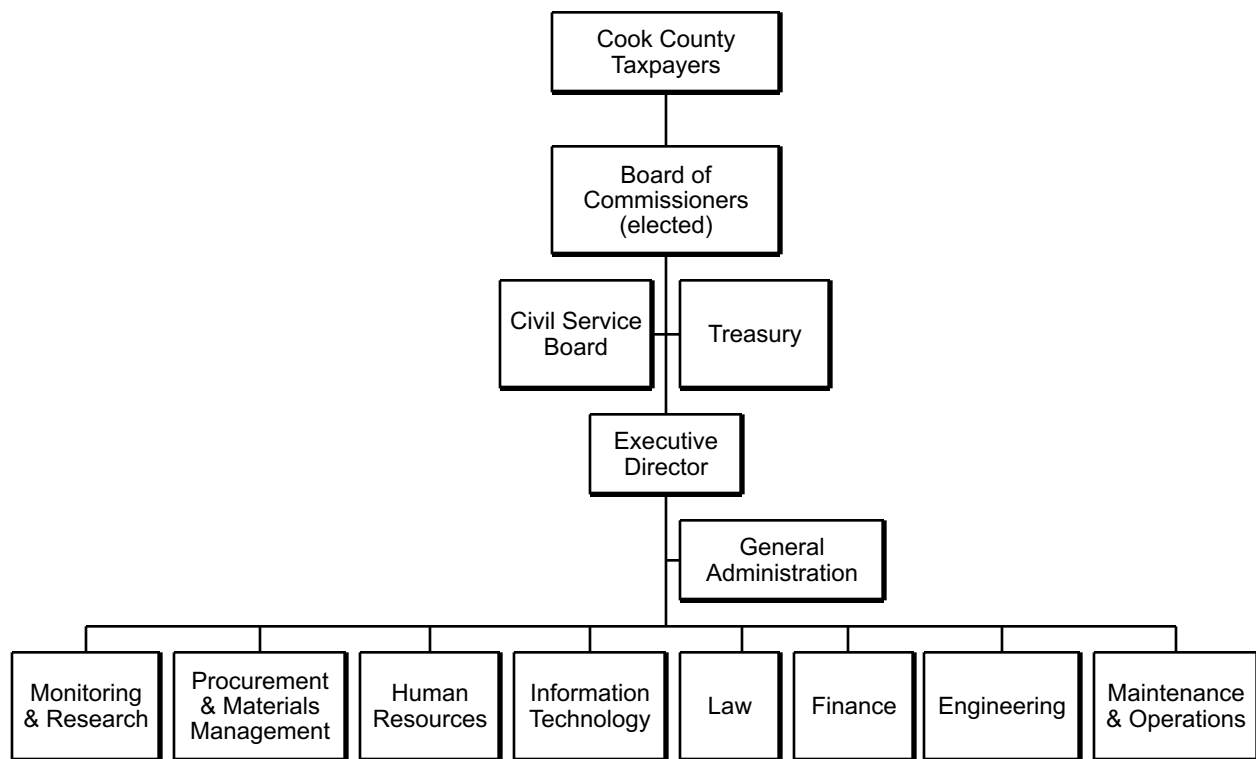 Cook County
Taxpayers
Board of
Commissioners
(elected)
Civil Service
Board
Treasury
Executive
Director
General
Administration
Monitoring
& Research
Procurement
& Materials
Management
Human
Resources
Information
Technology
Law
Finance
Engineering
Maintenance
& Operations